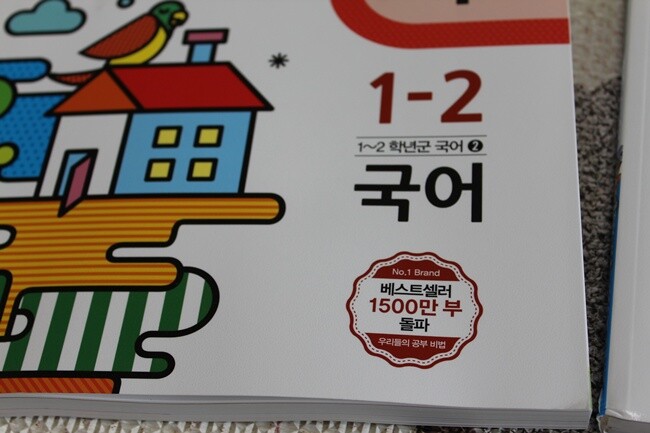 1-2
1~2 학년군 국어 ❷
국어
No.1 Brand
베스트셀러
1500만 부
돌파
우리들의 공부 비법